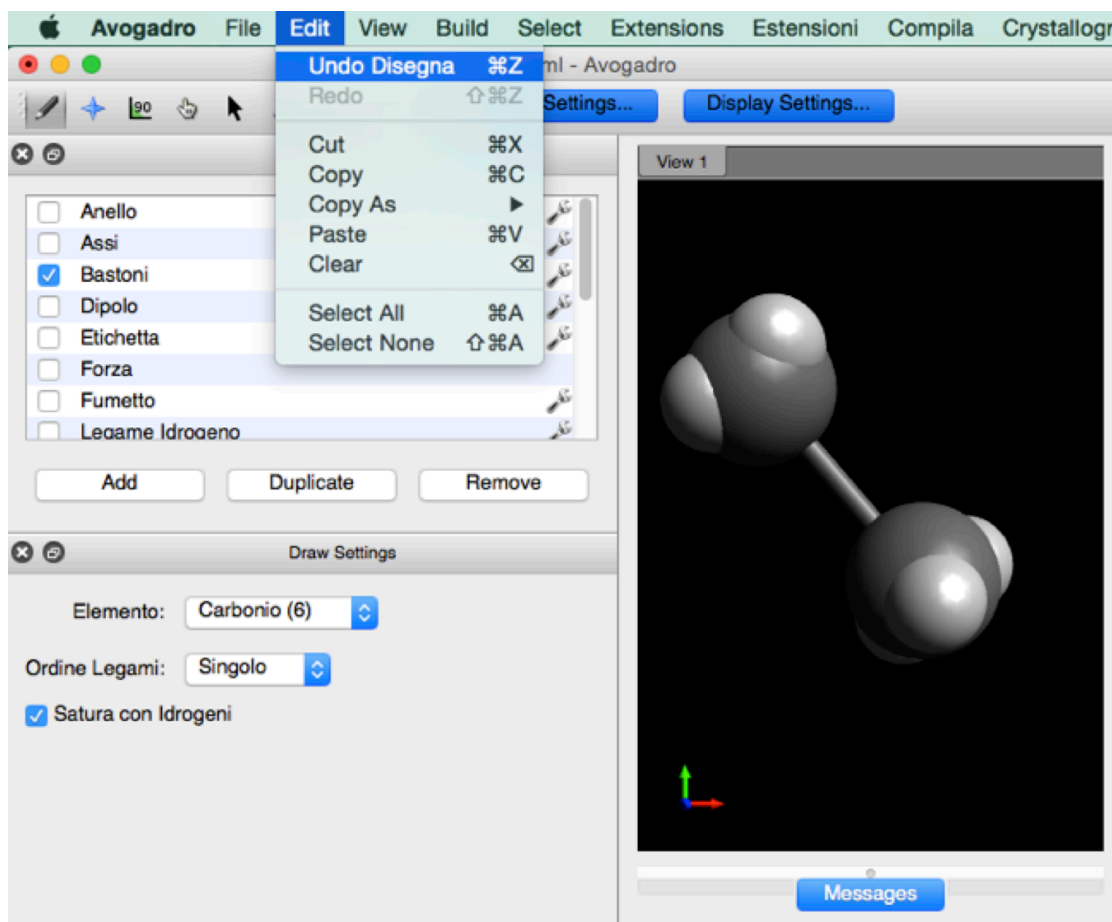 Avogadro File Edit View Build Select Extensions Estensioni Compila Crystallogr
ml - Avogadro
Undo Disegna ⌘Z
Redo ⇧⌘Z
Cut ⌘X
Copy ⌘C
Copy As ▶
Paste ⌘V
Clear ⌫
Select All ⌘A
Select None ⇧⌘A
90
Settings... Display Settings...
View 1
Anello
Assi
Bastoni
Dipolo
Etichetta
Forza
Fumetto
Legame Idrogeno
Add Duplicate Remove
Draw Settings
Elemento: Carbonio (6)
Ordine Legami: Singolo
Satura con Idrogeni
Messages